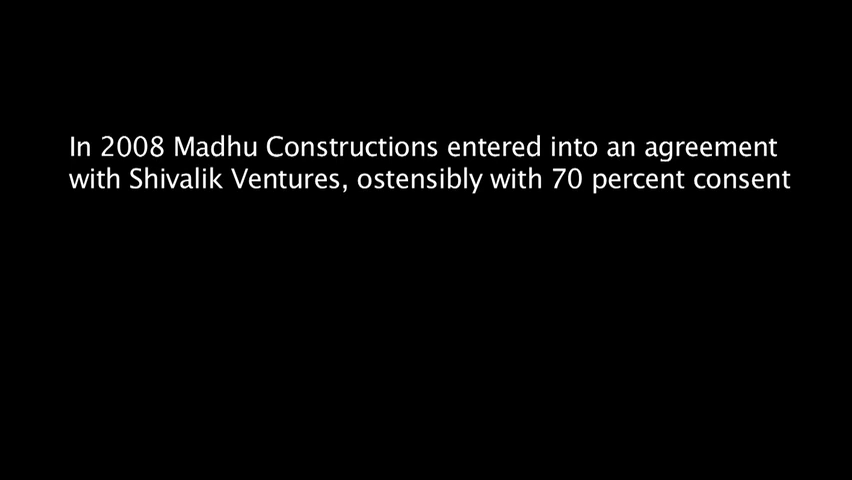 In 2008 Madhu Constructions entered into an agreement
with Shivalik Ventures, ostensibly with 70 percent consent